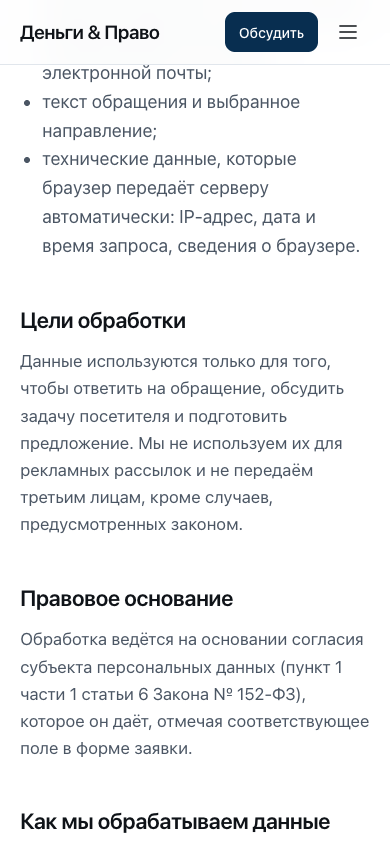 Деньги & Право
Обсудить
электронной почты;
• текст обращения и выбранное
направление;
• технические данные, которые
браузер передаёт серверу
автоматически: IP-адрес, дата и
время запроса, сведения о браузере.
Цели обработки
Данные используются только для того,
чтобы ответить на обращение, обсудить
задачу посетителя и подготовить
предложение. Мы не используем их для
рекламных рассылок и не передаём
третьим лицам, кроме случаев,
предусмотренных законом.
Правовое основание
Обработка ведётся на основании согласия
субъекта персональных данных (пункт 1
части 1 статьи 6 Закона № 152-ФЗ),
которое он даёт, отмечая соответствующее
поле в форме заявки.
Как мы обрабатываем данные